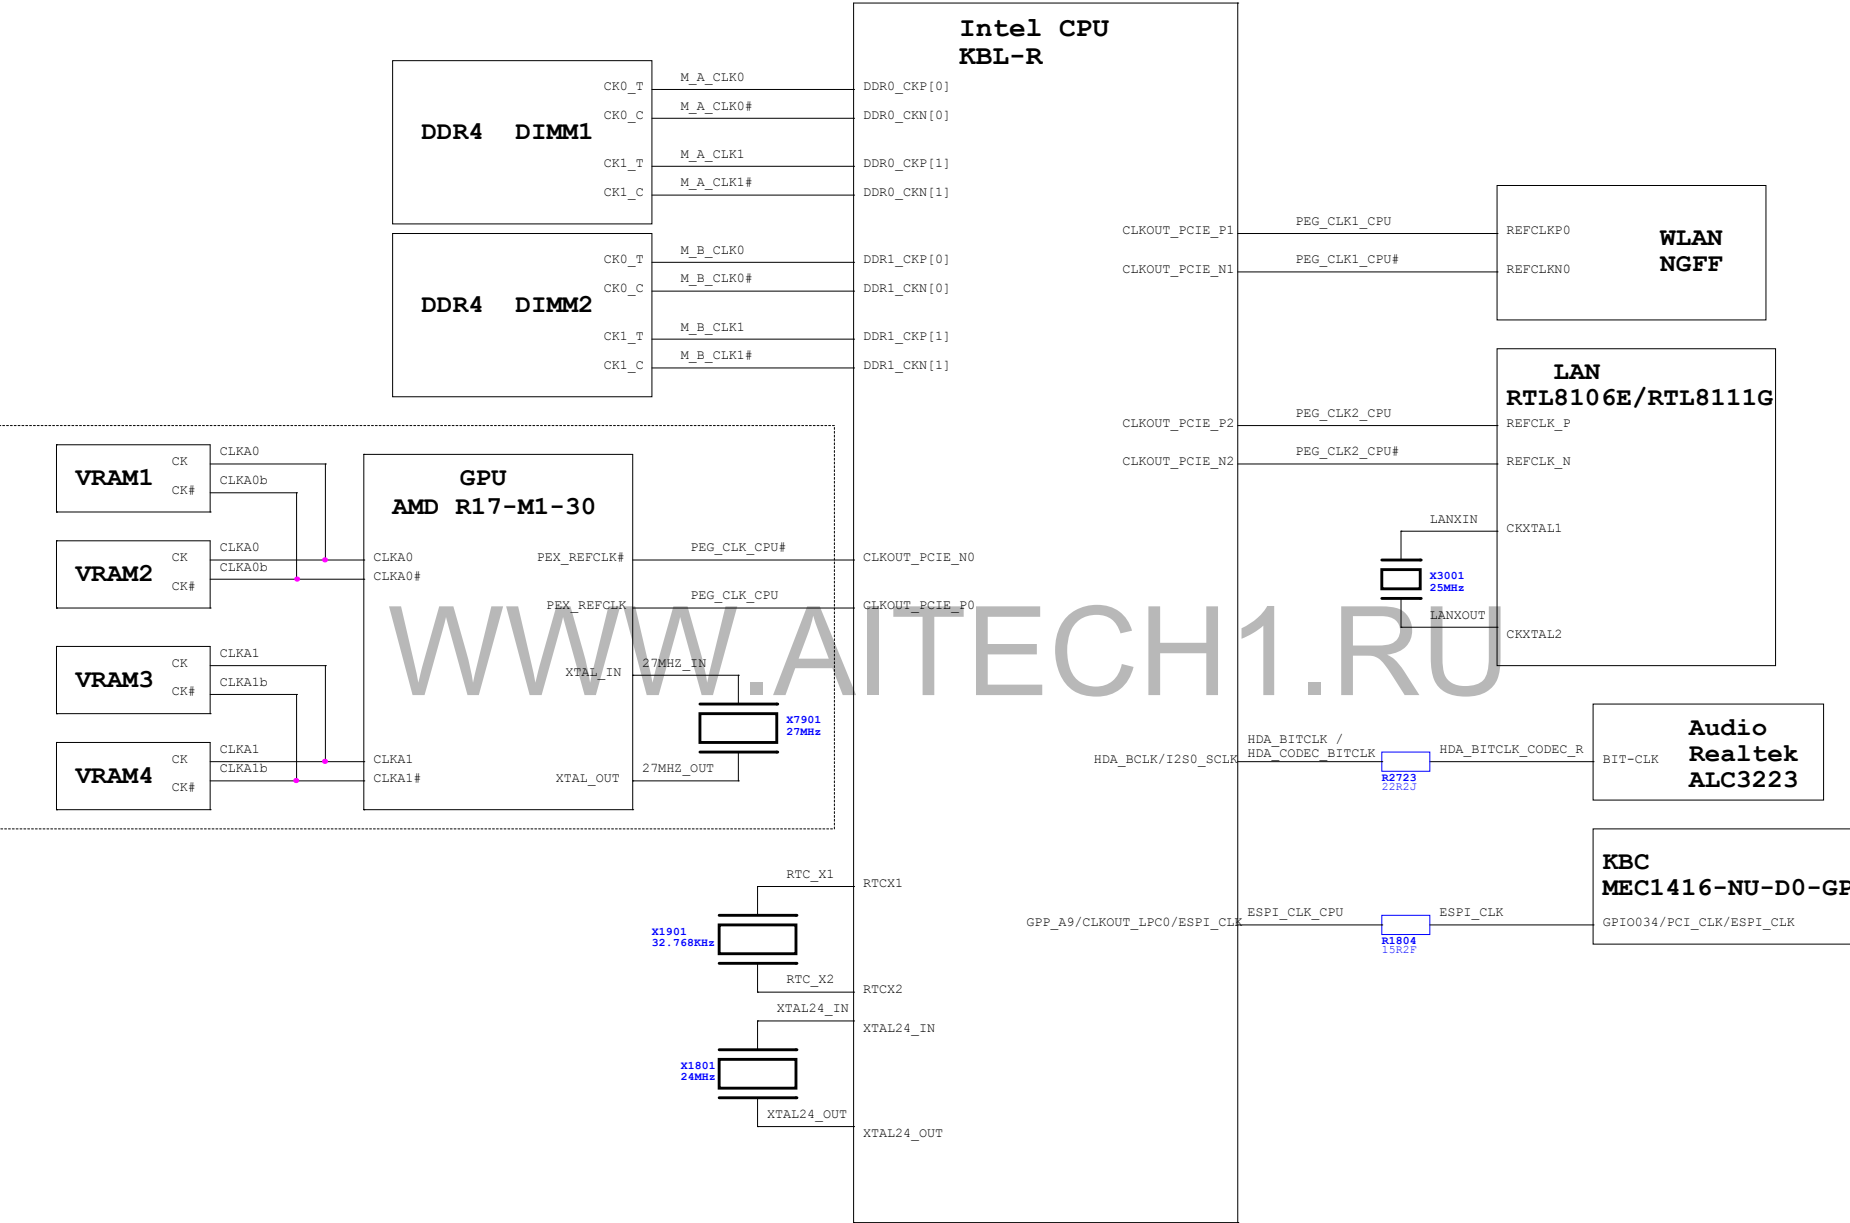 Intel CPU
KBL-R
DDR4 DIMM1
CK0_T
M_A_CLK0
DDR0_CKP[0]
CK0_C
M_A_CLK0#
DDR0_CKN[0]
CK1_T
M_A_CLK1
DDR0_CKP[1]
CK1_C
M_A_CLK1#
DDR0_CKN[1]
DDR4 DIMM2
CK0_T
M_B_CLK0
DDR1_CKP[0]
CK0_C
M_B_CLK0#
DDR1_CKN[0]
CK1_T
M_B_CLK1
DDR1_CKP[1]
CK1_C
M_B_CLK1#
DDR1_CKN[1]
CLKOUT_PCIE_P1
PEG_CLK1_CPU
REFCLKP0
CLKOUT_PCIE_N1
PEG_CLK1_CPU#
REFCLKN0
WLAN
NGFF
LAN
RTL8106E/RTL8111G
CLKOUT_PCIE_P2
PEG_CLK2_CPU
REFCLK_P
CLKOUT_PCIE_N2
PEG_CLK2_CPU#
REFCLK_N
LANXIN
CKXTAL1
X3001
25MHz
LANXOUT
CKXTAL2
VRAM1
CK
CLKA0
CK#
CLKA0b
VRAM2
CK
CLKA0
CK#
CLKA0b
VRAM3
CK
CLKA1
CK#
CLKA1b
VRAM4
CK
CLKA1
CK#
CLKA1b
GPU
AMD R17-M1-30
CLKA0
CLKA0#
CLKA1
CLKA1#
PEX_REFCLK#
PEG_CLK_CPU#
CLKOUT_PCIE_N0
PEX_REFCLK
PEG_CLK_CPU
CLKOUT_PCIE_P0
XTAL_IN
27MHZ_IN
X7901
27MHz
XTAL_OUT
27MHZ_OUT
WWW.AITECH1.RU
HDA_BCLK/I2S0_SCLK
HDA_BITCLK /
HDA_CODEC_BITCLK
R2723
22R2J
HDA_BITCLK_CODEC_R
BIT-CLK
Audio
Realtek
ALC3223
KBC
MEC1416-NU-D0-GP
GPP_A9/CLKOUT_LPC0/ESPI_CLK
ESPI_CLK_CPU
R1804
15R2F
ESPI_CLK
GPIO034/PCI_CLK/ESPI_CLK
RTC_X1
RTCX1
X1901
32.768KHz
RTC_X2
RTCX2
XTAL24_IN
XTAL24_IN
X1801
24MHz
XTAL24_OUT
XTAL24_OUT